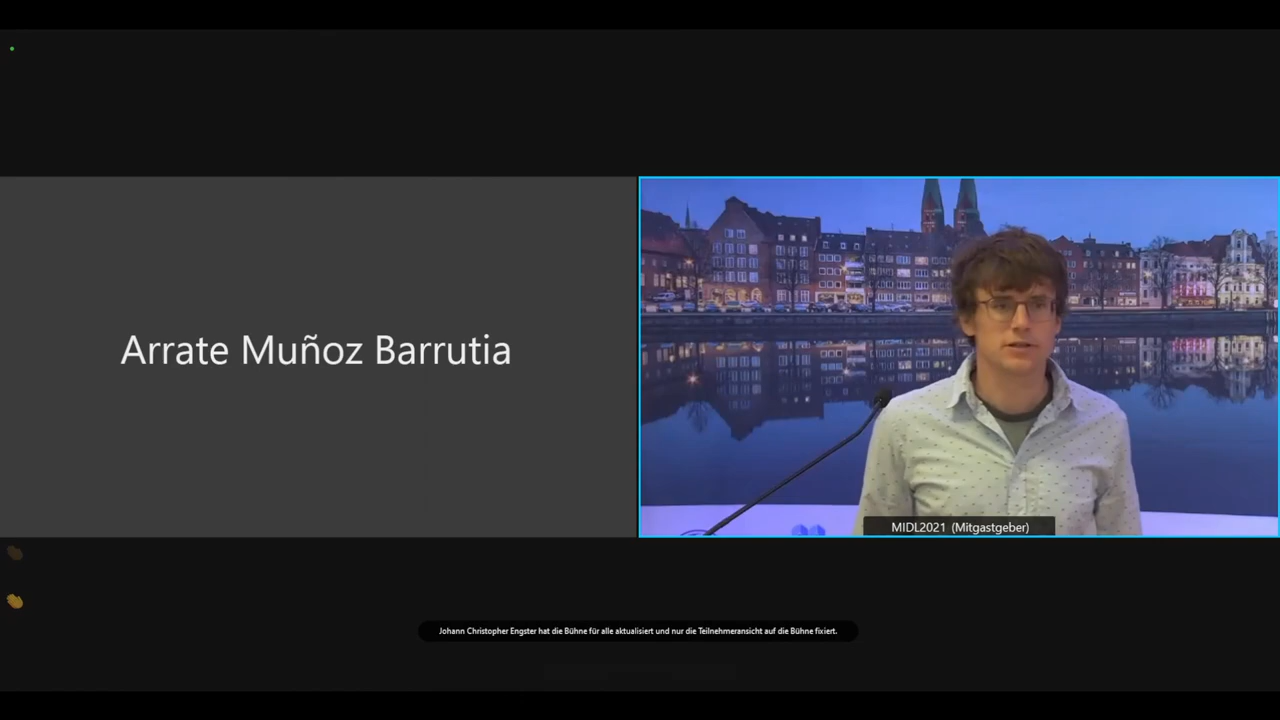 Arrate Muñoz Barrutia
MIDL2021 (Mitgastgeber)
Johann Christopher Engster hat die Bühne für alle aktualisiert und nur die Teilnehmeransicht auf die Bühne fixiert.